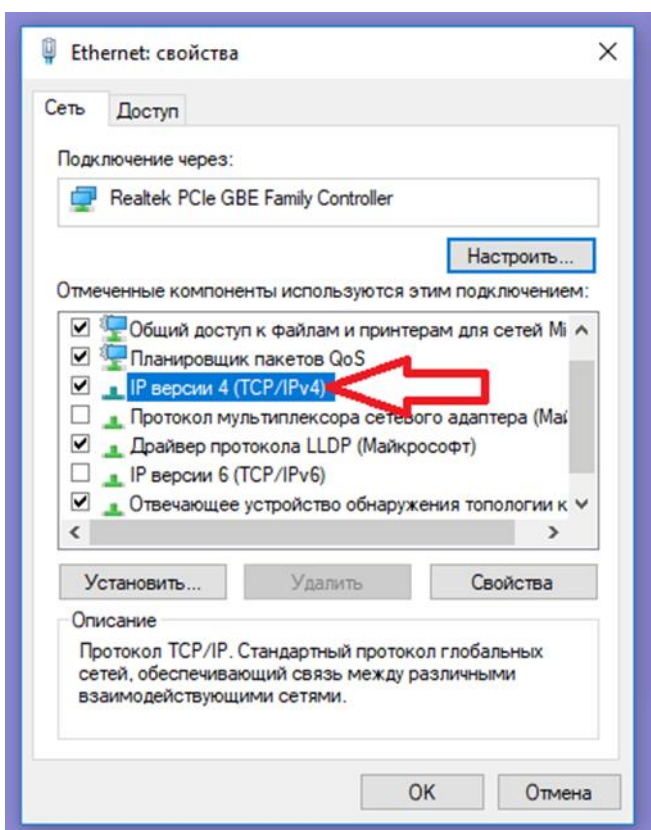 Ethernet: свойства
Сеть
Доступ
Подключение через:
Realtek PCIe GBE Family Controller
Настроить...
Отмеченные компоненты используются этим подключением:
Общий доступ к файлам и принтерам для сетей Mi
Планировщик пакетов QoS
IP версии 4 (TCP/IPv4)
Протокол мультиплексора сетевого адаптера (Май
Драйвер протокола LLDP (Майкрософт)
IP версии 6 (TCP/IPv6)
Отвечающее устройство обнаружения топологии к
Установить...
Удалить
Свойства
Описание
Протокол TCP/IP. Стандартный протокол глобальных
сетей, обеспечивающий связь между различными
взаимодействующими сетями.
OK
Отмена